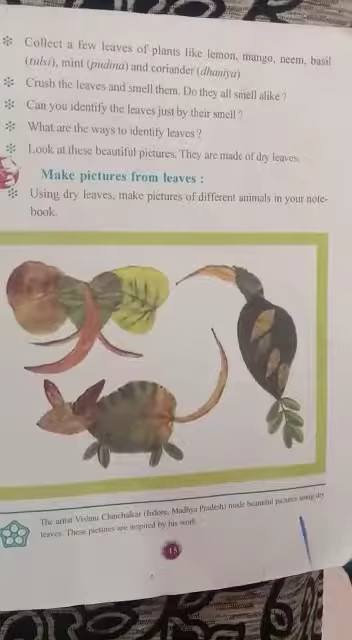 ❉ Collect a few leaves of plants like lemon, mango, neem, basil
(tulsi), mint (pudina) and coriander (dhaniya)
❉ Crush the leaves and smell them. Do they all smell alike ?
❉ Can you identify the leaves just by their smell ?
❉ What are the ways to identify leaves ?
❉ Look at these beautiful pictures. They are made of dry leaves.
Make pictures from leaves :
❉ Using dry leaves, make pictures of different animals in your note-
book.
The artist Vishnu Chinchalkar (Indore, Madhya Pradesh) made beautiful pictures using dry
leaves. These pictures are inspired by his work.
15